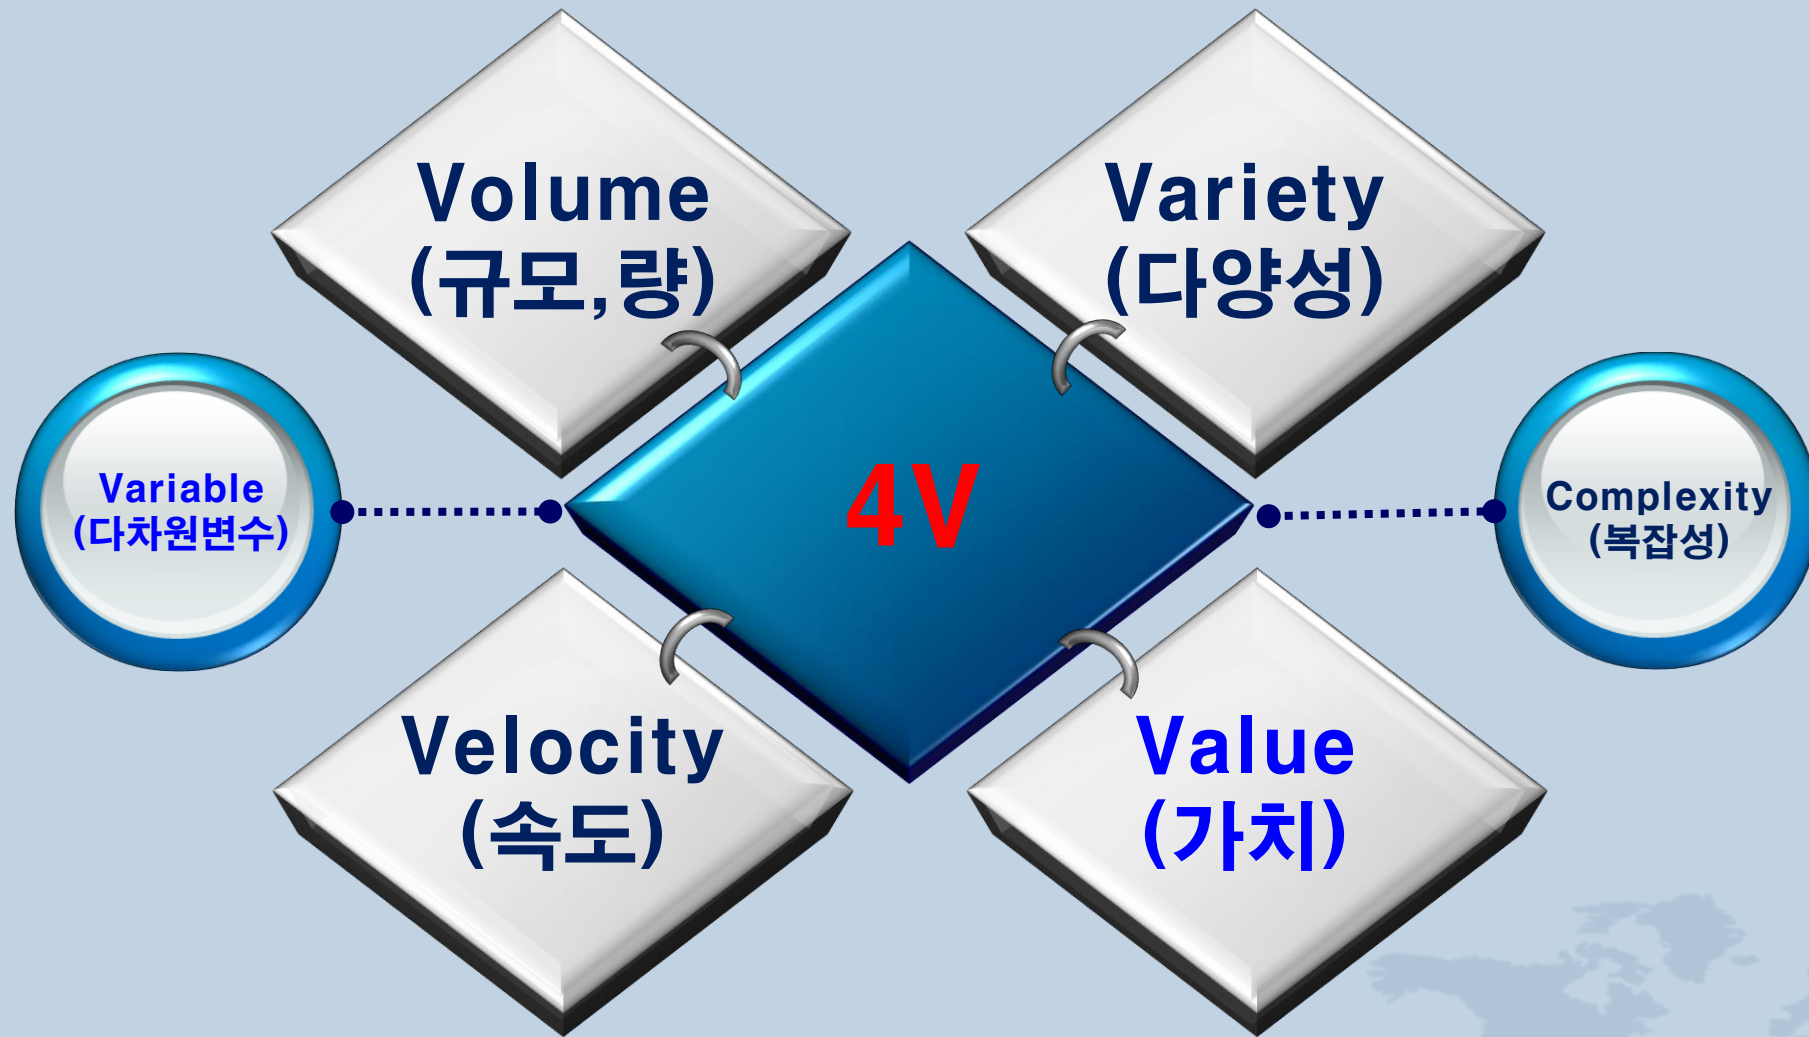 Volume
(규모,량)
Variety
(다양성)
Variable
(다차원변수)
4V
Complexity
(복잡성)
Velocity
(속도)
Value
(가치)